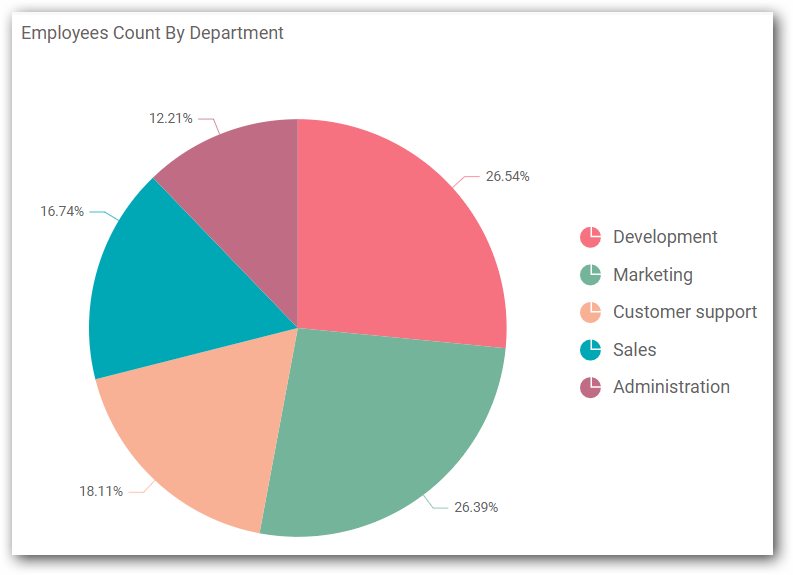 Employees Count By Department
12.21%
26.54%
16.74%
18.11%
26.39%
Development
Marketing
Customer support
Sales
Administration